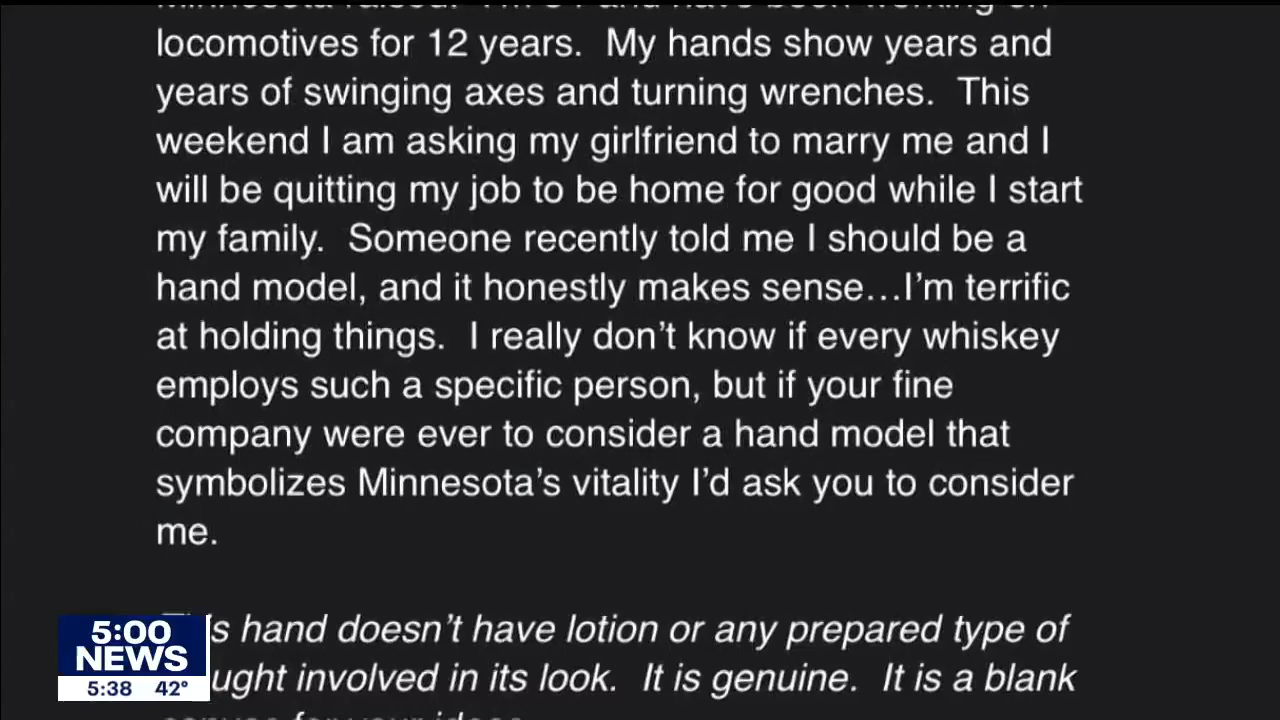 locomotives for 12 years.  My hands show years and
years of swinging axes and turning wrenches.  This
weekend I am asking my girlfriend to marry me and I
will be quitting my job to be home for good while I start
my family.  Someone recently told me I should be a
hand model, and it honestly makes sense…I’m terrific
at holding things.  I really don’t know if every whiskey
employs such a specific person, but if your fine
company were ever to consider a hand model that
symbolizes Minnesota’s vitality I’d ask you to consider
me.
hand doesn’t have lotion or any prepared type of
involved in its look.  It is genuine.  It is a blank
5:00
NEWS
5:38 42°